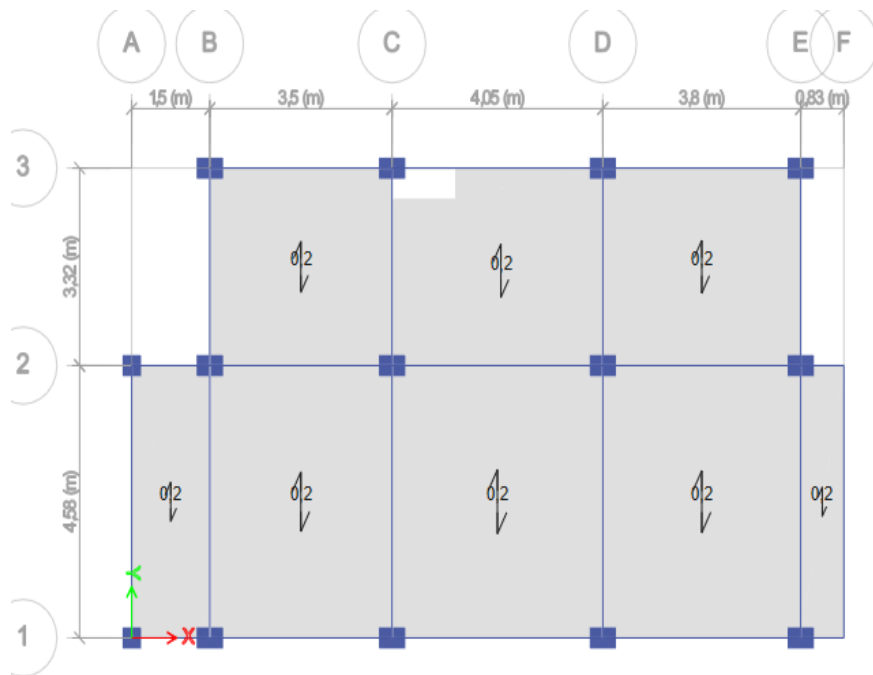 A B C D E F
1,5 (m) 3,5 (m) 4,05 (m) 3,8 (m) 0,83 (m)
3
3,32 (m)
0,2 0,2 0,2
2
4,58 (m)
0,2 0,2 0,2 0,2 0,2
Y
X
1